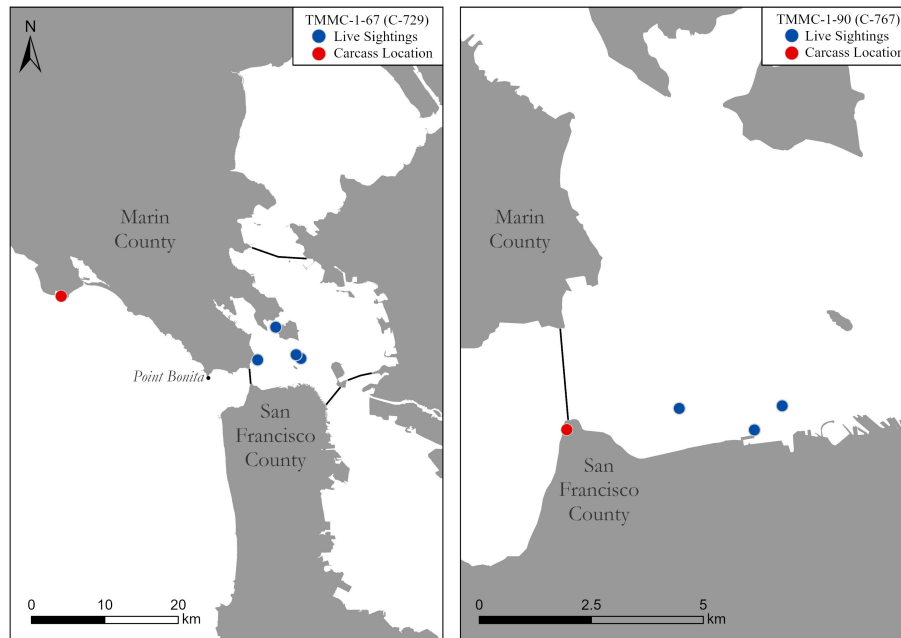 N
TMMC-1-67 (C-729)
Live Sightings
Carcass Location
Marin
County
Point Bonita
San
Francisco
County
0 10 20
km
TMMC-1-90 (C-767)
Live Sightings
Carcass Location
Marin
County
San
Francisco
County
0 2.5 5
km